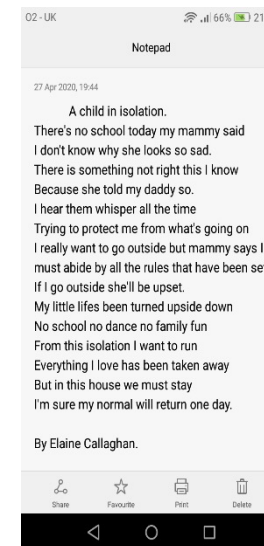 O2 - UK 66% 21
Notepad
27 Apr 2020, 19:44
A child in isolation.
There's no school today my mammy said
I don't know why she looks so sad.
There is something not right this I know
Because she told my daddy so.
I hear them whisper all the time
Trying to protect me from what's going on
I really want to go outside but mammy says I
must abide by all the rules that have been se
If I go outside she'll be upset.
My little lifes been turned upside down
No school no dance no family fun
From this isolation I want to run
Everything I love has been taken away
But in this house we must stay
I'm sure my normal will return one day.
By Elaine Callaghan.
Share Favourite Print Delete